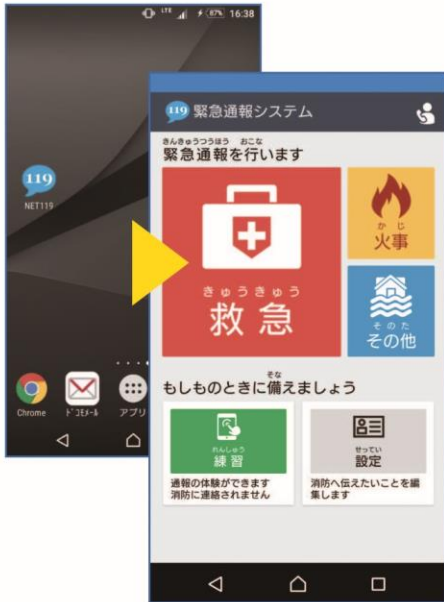 LTE 87% 16:38
119
NET119
Chrome
ドコモメール
アプリ
119 緊急通報システム
きんきゅうつうほう おこな
緊急通報を行います
きゅうきゅう
救急
かじ
火事
そのた
その他
そな
もしものときに備えましょう
れんしゅう
練習
通報の体験ができます
消防に連絡されません
せってい
設定
消防へ伝えたいことを編
集します